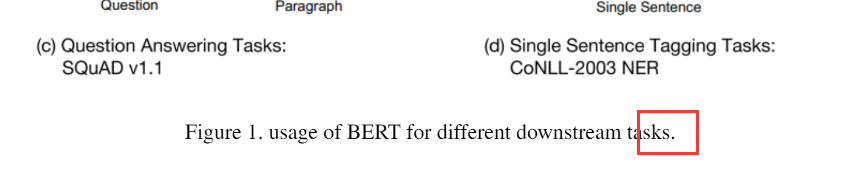 Question Paragraph Single Sentence
(c) Question Answering Tasks: (d) Single Sentence Tagging Tasks:
SQuAD v1.1 CoNLL-2003 NER
Figure 1. usage of BERT for different downstream tasks.